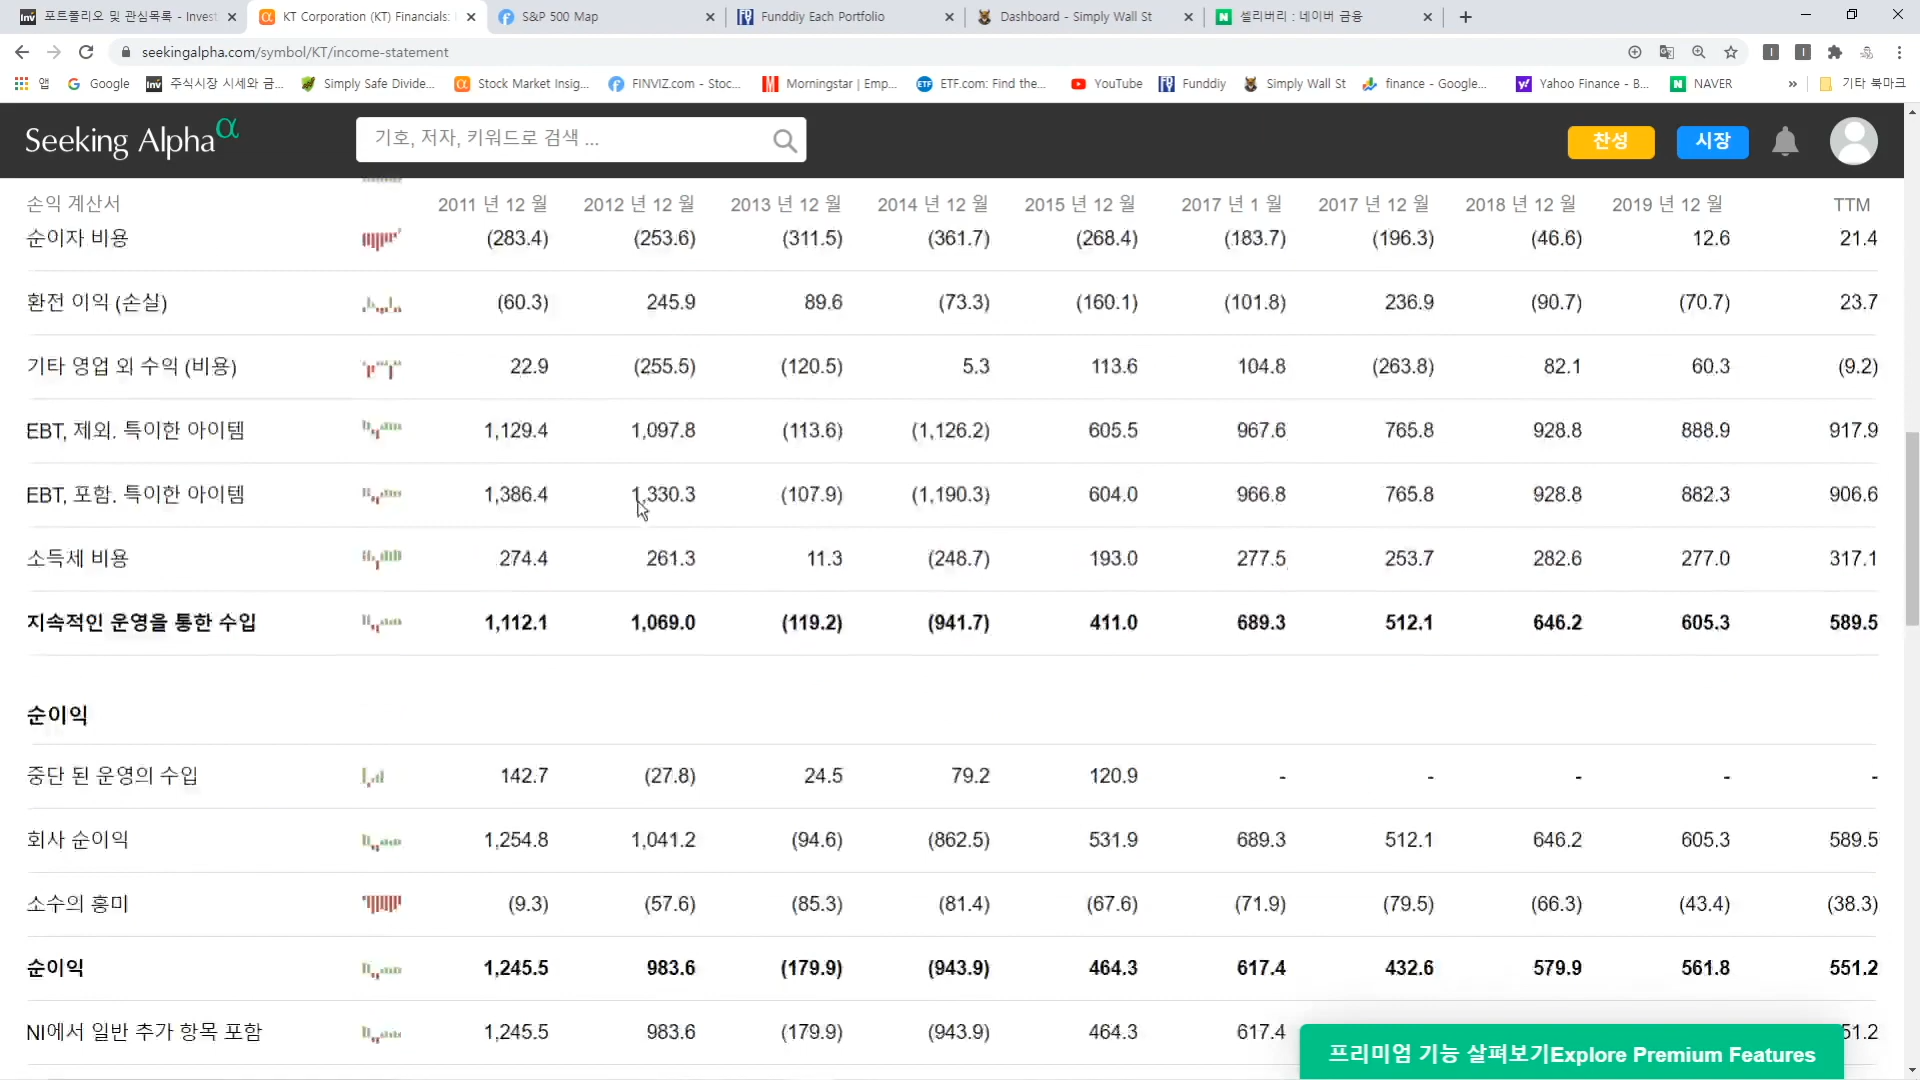 포트폴리오 및 관심목록 - Invest
KT Corporation (KT) Financials:
S&P 500 Map
Funddiy Each Portfolio
Dashboard - Simply Wall St
셀리버리 : 네이버 금융
seekingalpha.com/symbol/KT/income-statement
앱 Google 주식시장 시세와 금... Simply Safe Divide... Stock Market Insig... FINVIZ.com - Stoc... Morningstar | Emp... ETF.com: Find the... YouTube Funddiy Simply Wall St finance - Google... Yahoo Finance - B... NAVER » 기타 북마크
Seeking Alpha α
기호, 저자, 키워드로 검색 ...
찬성
시장
손익 계산서 2011 년 12 월 2012 년 12 월 2013 년 12 월 2014 년 12 월 2015 년 12 월 2017 년 1 월 2017 년 12 월 2018 년 12 월 2019 년 12 월 TTM
순이자 비용 (283.4) (253.6) (311.5) (361.7) (268.4) (183.7) (196.3) (46.6) 12.6 21.4
환전 이익 (손실) (60.3) 245.9 89.6 (73.3) (160.1) (101.8) 236.9 (90.7) (70.7) 23.7
기타 영업 외 수익 (비용) 22.9 (255.5) (120.5) 5.3 113.6 104.8 (263.8) 82.1 60.3 (9.2)
EBT, 제외. 특이한 아이템 1,129.4 1,097.8 (113.6) (1,126.2) 605.5 967.6 765.8 928.8 888.9 917.9
EBT, 포함. 특이한 아이템 1,386.4 1,330.3 (107.9) (1,190.3) 604.0 966.8 765.8 928.8 882.3 906.6
소득세 비용 274.4 261.3 11.3 (248.7) 193.0 277.5 253.7 282.6 277.0 317.1
지속적인 운영을 통한 수입 1,112.1 1,069.0 (119.2) (941.7) 411.0 689.3 512.1 646.2 605.3 589.5
순이익
중단 된 운영의 수입 142.7 (27.8) 24.5 79.2 120.9 - - - - -
회사 순이익 1,254.8 1,041.2 (94.6) (862.5) 531.9 689.3 512.1 646.2 605.3 589.5
소수의 흥미 (9.3) (57.6) (85.3) (81.4) (67.6) (71.9) (79.5) (66.3) (43.4) (38.3)
순이익 1,245.5 983.6 (179.9) (943.9) 464.3 617.4 432.6 579.9 561.8 551.2
NI에서 일반 추가 항목 포함 1,245.5 983.6 (179.9) (943.9) 464.3 617.4 51.2
프리미엄 기능 살펴보기Explore Premium Features